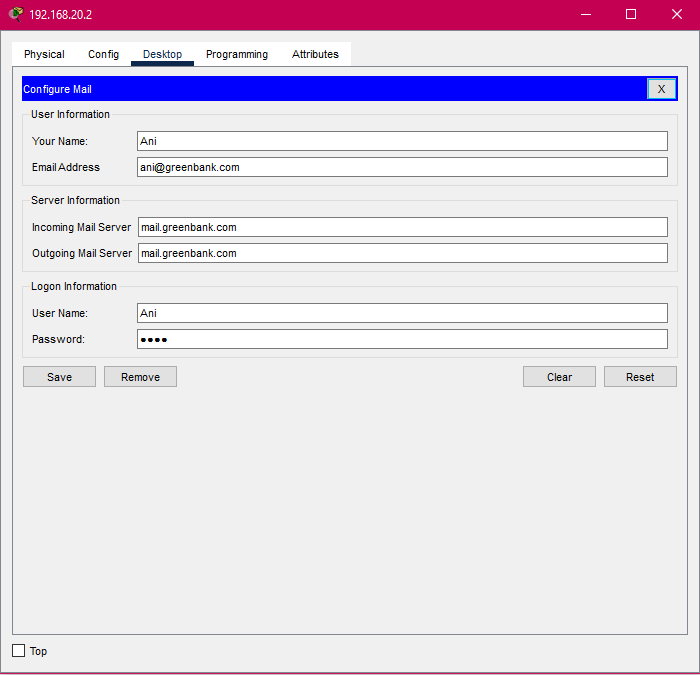 192.168.20.2
Physical Config Desktop Programming Attributes
Configure Mail X
User Information
Your Name: Ani
Email Address ani@greenbank.com
Server Information
Incoming Mail Server mail.greenbank.com
Outgoing Mail Server mail.greenbank.com
Logon Information
User Name: Ani
Password: ●●●●
Save Remove Clear Reset
Top